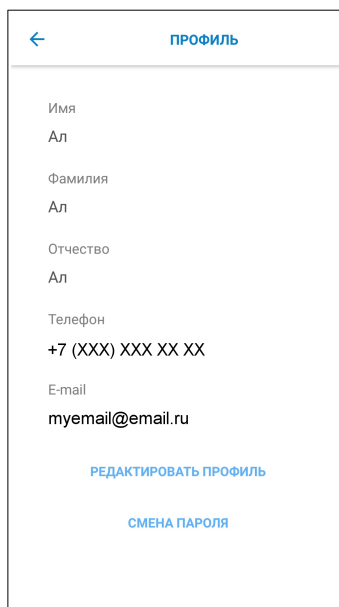 ПРОФИЛЬ
Имя
Ал
Фамилия
Ал
Отчество
Ал
Телефон
+7 (XXX) XXX XX XX
E-mail
myemail@email.ru
РЕДАКТИРОВАТЬ ПРОФИЛЬ
СМЕНА ПАРОЛЯ